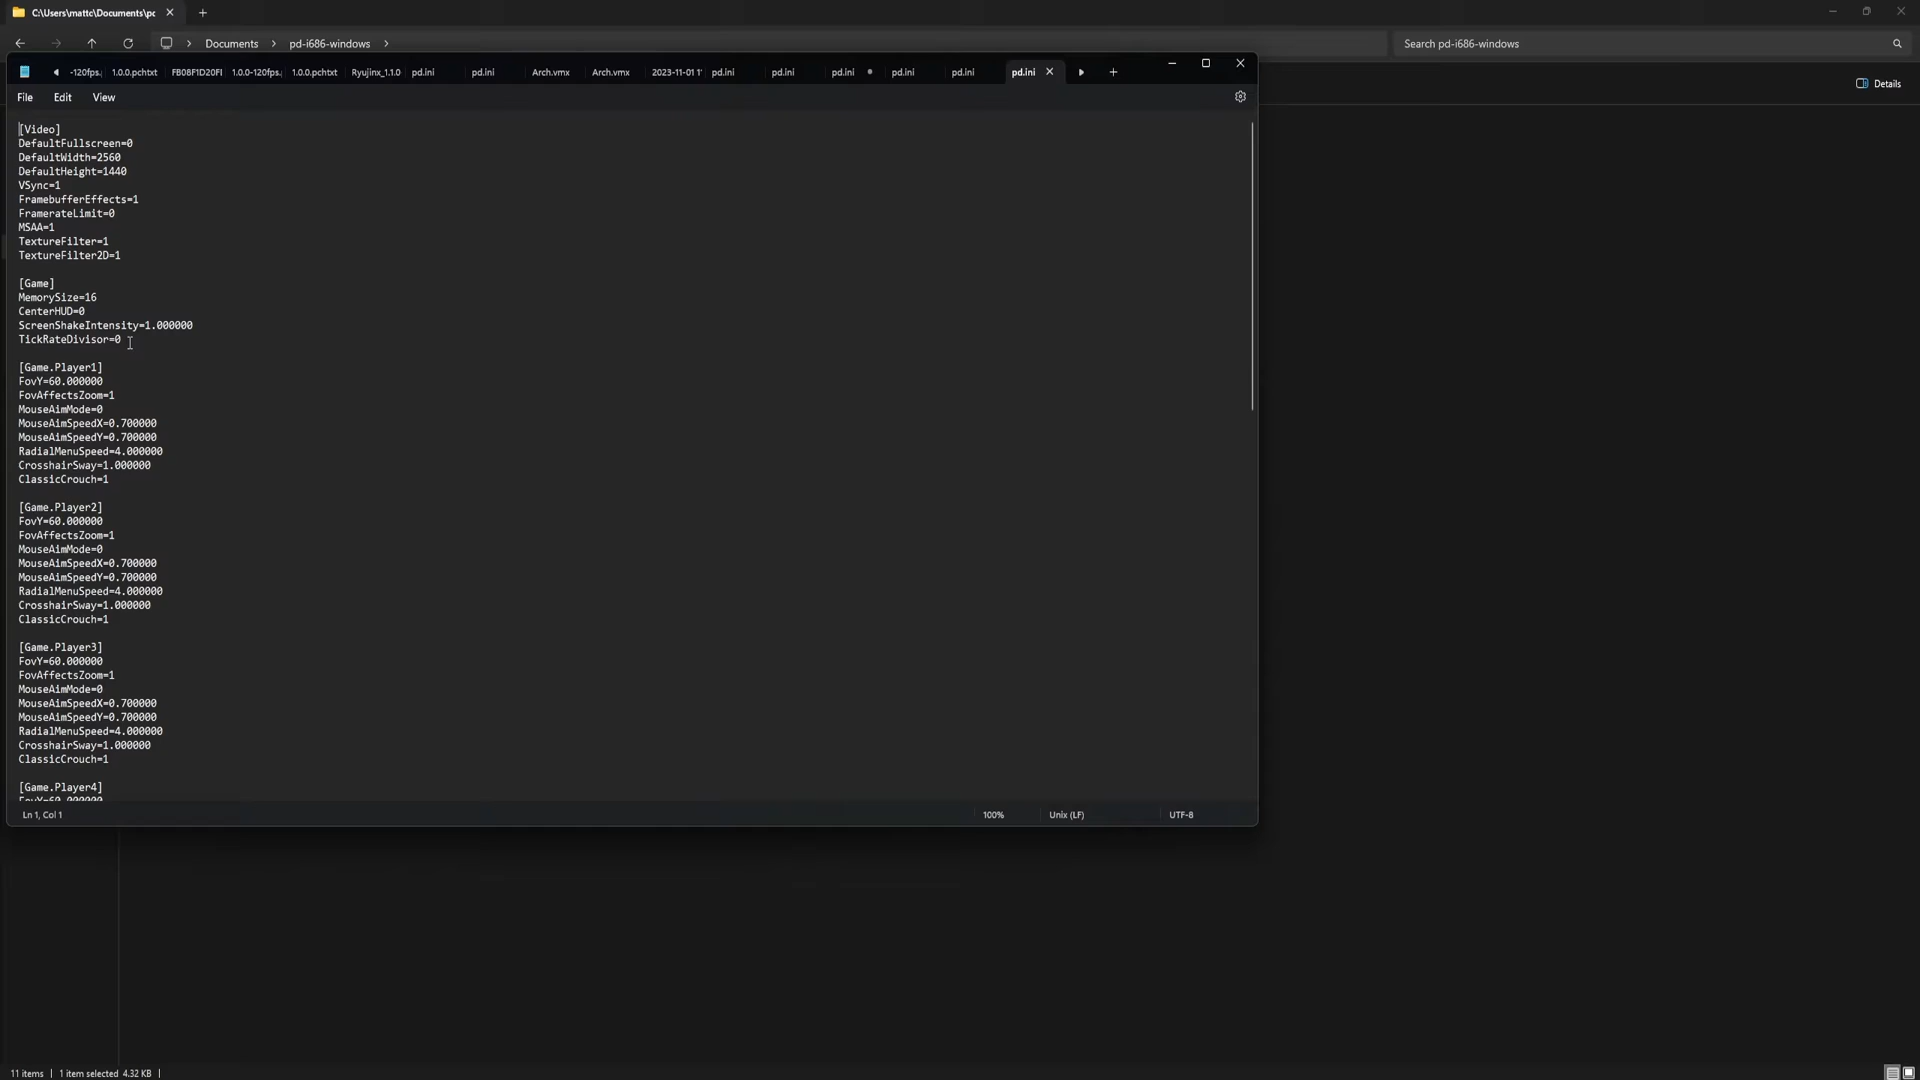 C:\Users\mattc\Documents\pc
Documents
pd-i686-windows
Search pd-i686-windows
-120fps.
1.0.0.pchtxt
FB08F1D20FI
1.0.0-120fps.
1.0.0.pchtxt
Ryujinx_1.1.0
pd.ini
pd.ini
Arch.vmx
Arch.vmx
2023-11-01 1'
pd.ini
pd.ini
pd.ini
pd.ini
pd.ini
pd.ini
Details
File Edit View
[Video]
DefaultFullscreen=0
DefaultWidth=2560
DefaultHeight=1440
VSync=1
FramebufferEffects=1
FramerateLimit=0
MSAA=1
TextureFilter=1
TextureFilter2D=1
[Game]
MemorySize=16
CenterHUD=0
ScreenShakeIntensity=1.000000
TickRateDivisor=0
[Game.Player1]
FovY=60.000000
FovAffectsZoom=1
MouseAimMode=0
MouseAimSpeedX=0.700000
MouseAimSpeedY=0.700000
RadialMenuSpeed=4.000000
CrosshairSway=1.000000
ClassicCrouch=1
[Game.Player2]
FovY=60.000000
FovAffectsZoom=1
MouseAimMode=0
MouseAimSpeedX=0.700000
MouseAimSpeedY=0.700000
RadialMenuSpeed=4.000000
CrosshairSway=1.000000
ClassicCrouch=1
[Game.Player3]
FovY=60.000000
FovAffectsZoom=1
MouseAimMode=0
MouseAimSpeedX=0.700000
MouseAimSpeedY=0.700000
RadialMenuSpeed=4.000000
CrosshairSway=1.000000
ClassicCrouch=1
[Game.Player4]
FovY=60.000000
Ln 1, Col 1
100%
Unix (LF)
UTF-8
11 items
1 item selected 4.32 KB